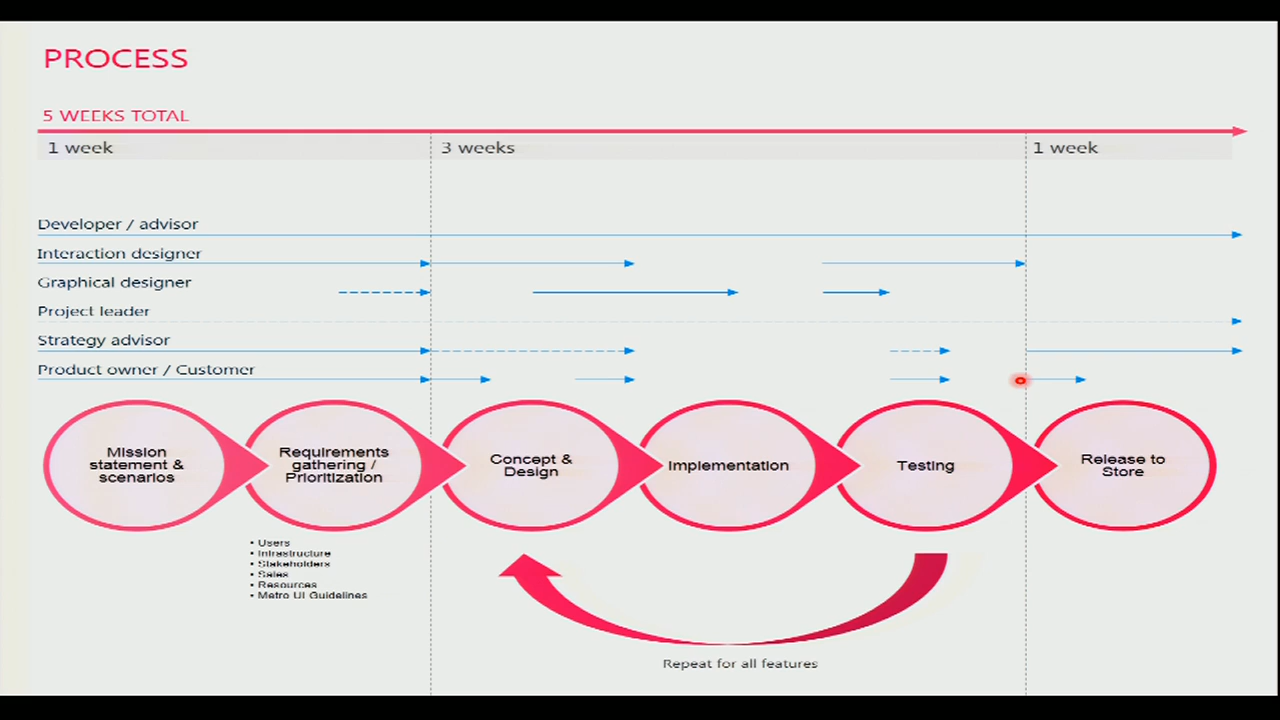 PROCESS
5 WEEKS TOTAL
1 week
3 weeks
1 week
Developer / advisor
Interaction designer
Graphical designer
Project leader
Strategy advisor
Product owner / Customer
Mission
statement &
scenarios
Requirements
gathering /
Prioritization
Concept &
Design
Implementation
Testing
Release to
Store
• Users
• Infrastructure
• Stakeholders
• Sales
• Resources
• Metro UI Guidelines
Repeat for all features